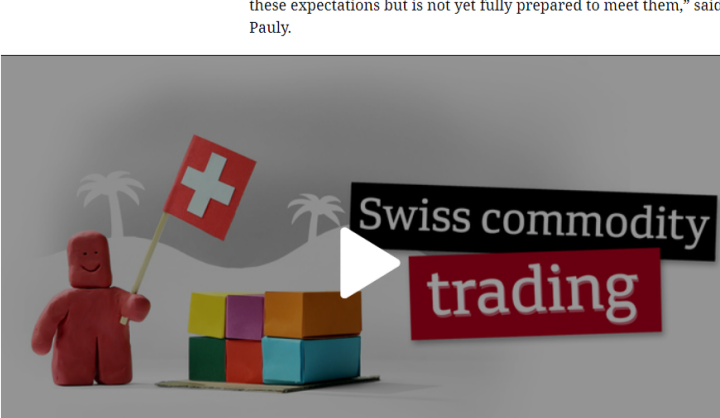 these expectations but is not yet fully prepared to meet them,” said
Pauly.
Swiss commodity
trading